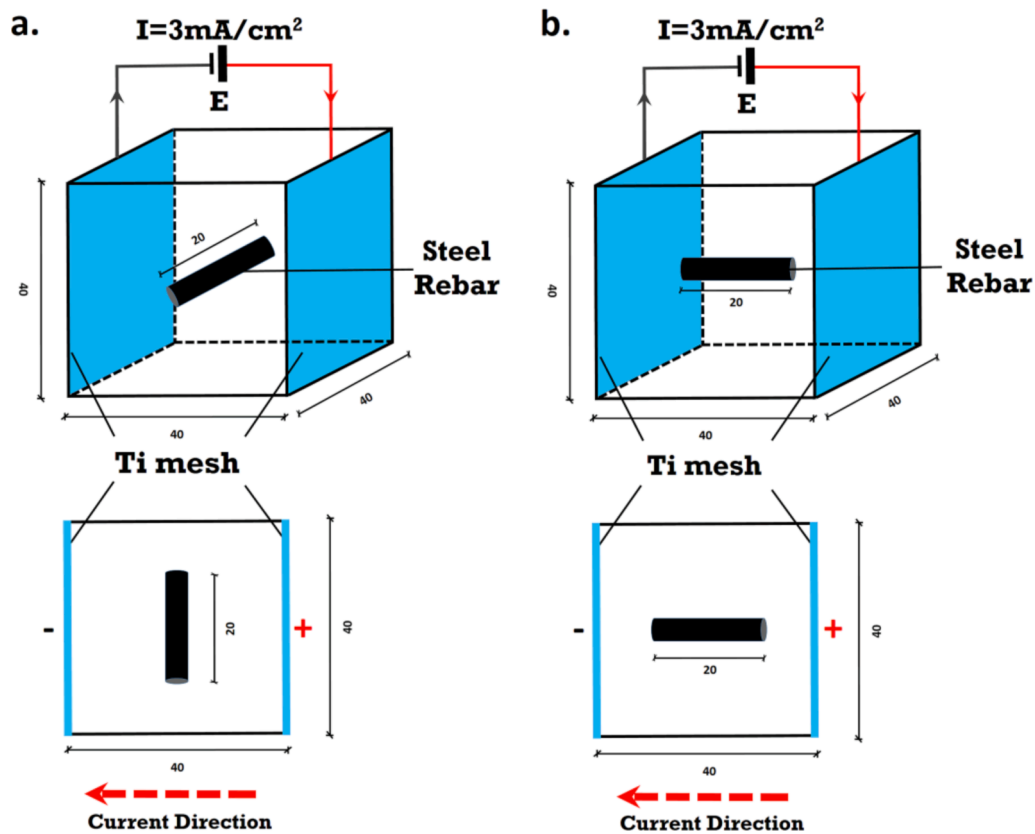 a.
I=3mA/cm²
E
20
Steel
Rebar
40
40
40
Ti mesh
-
+
20
40
40
Current Direction
b.
I=3mA/cm²
E
Steel
Rebar
20
40
40
40
Ti mesh
-
+
20
40
40
Current Direction